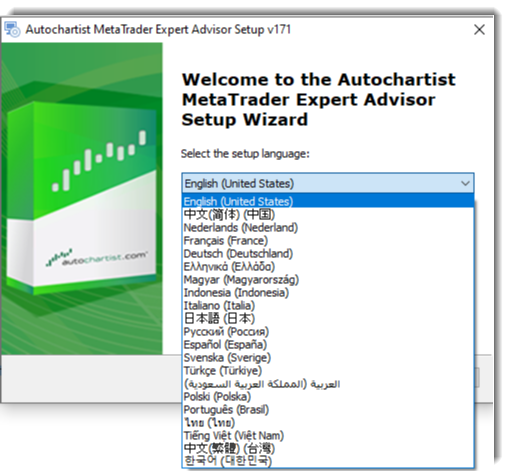 Autochartist MetaTrader Expert Advisor Setup v171
Welcome to the Autochartist
MetaTrader Expert Advisor
Setup Wizard
autochartist.com
Select the setup language:
English (United States)
English (United States)
中文(简体) (中国)
Nederlands (Nederland)
Français (France)
Deutsch (Deutschland)
Ελληνικά (Ελλάδα)
Magyar (Magyarország)
Indonesia (Indonesia)
Italiano (Italia)
日本語 (日本)
Русский (Россия)
Español (España)
Svenska (Sverige)
Türkçe (Türkiye)
العربية (المملكة العربية السعودية)
Polski (Polska)
Português (Brasil)
ไทย (ไทย)
Tiếng Việt (Việt Nam)
中文(繁體) (台灣)
한국어 (대한민국)